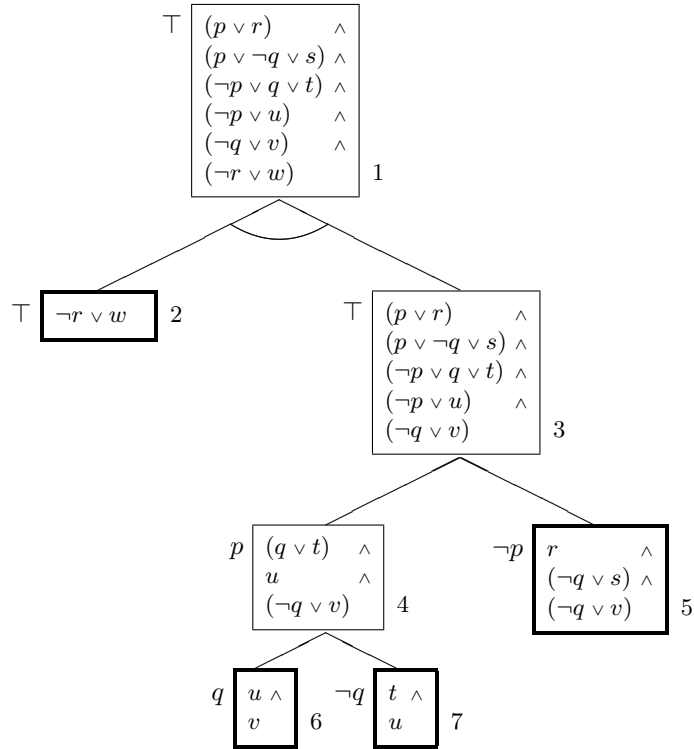 ⊤ (p ∨ r) ∧
(p ∨ ¬q ∨ s) ∧
(¬p ∨ q ∨ t) ∧
(¬p ∨ u) ∧
(¬q ∨ v) ∧
(¬r ∨ w) 1
⊤ ¬r ∨ w 2
⊤ (p ∨ r) ∧
(p ∨ ¬q ∨ s) ∧
(¬p ∨ q ∨ t) ∧
(¬p ∨ u) ∧
(¬q ∨ v) 3
p (q ∨ t) ∧
u ∧
(¬q ∨ v) 4
¬p r ∧
(¬q ∨ s) ∧
(¬q ∨ v) 5
q u ∧
v 6
¬q t ∧
u 7